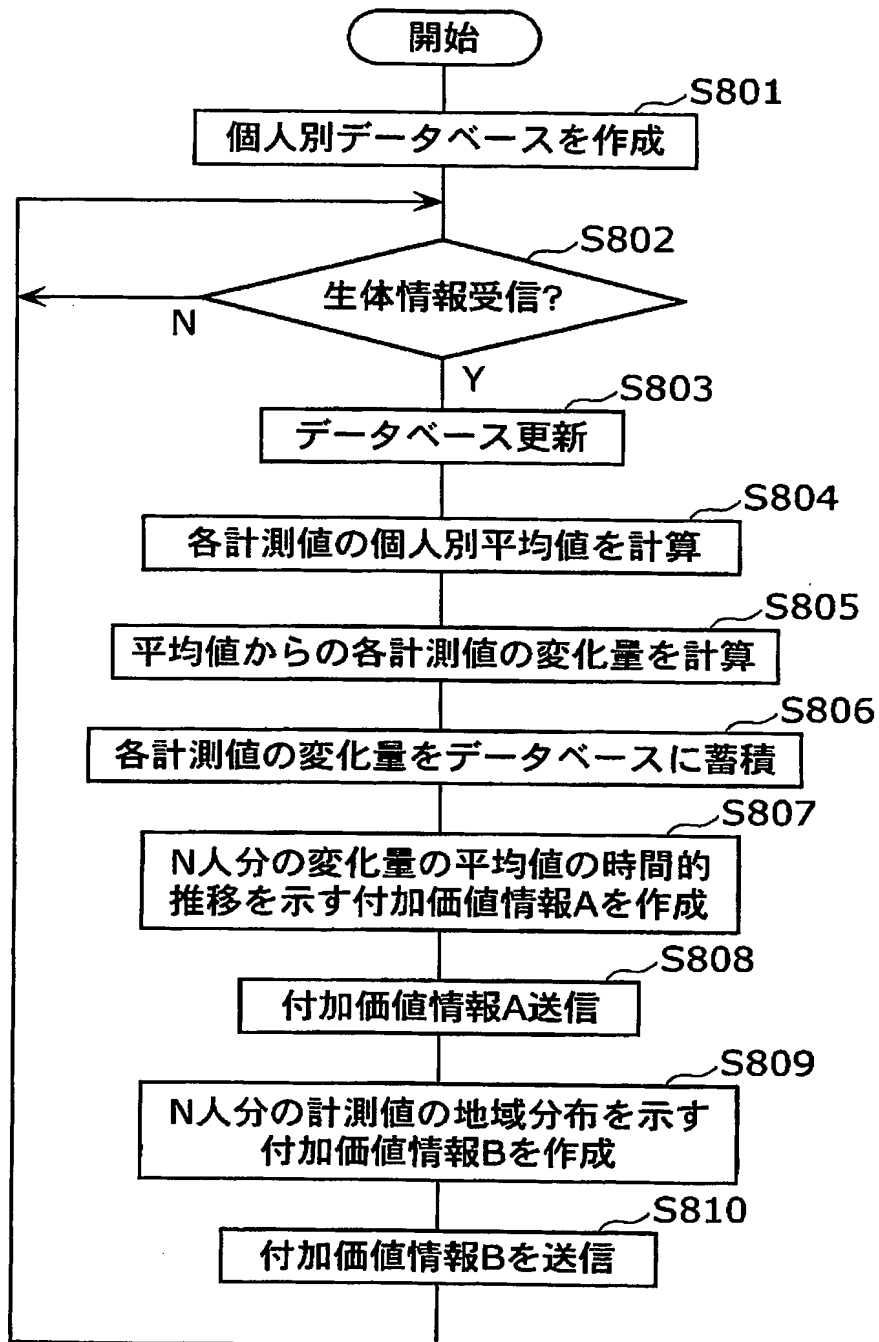 開始
S801
個人別データベースを作成
S802
生体情報受信?
N
Y
S803
データベース更新
S804
各計測値の個人別平均値を計算
S805
平均値からの各計測値の変化量を計算
S806
各計測値の変化量をデータベースに蓄積
S807
N人分の変化量の平均値の時間的
推移を示す付加価値情報Aを作成
S808
付加価値情報A送信
S809
N人分の計測値の地域分布を示す
付加価値情報Bを作成
S810
付加価値情報Bを送信